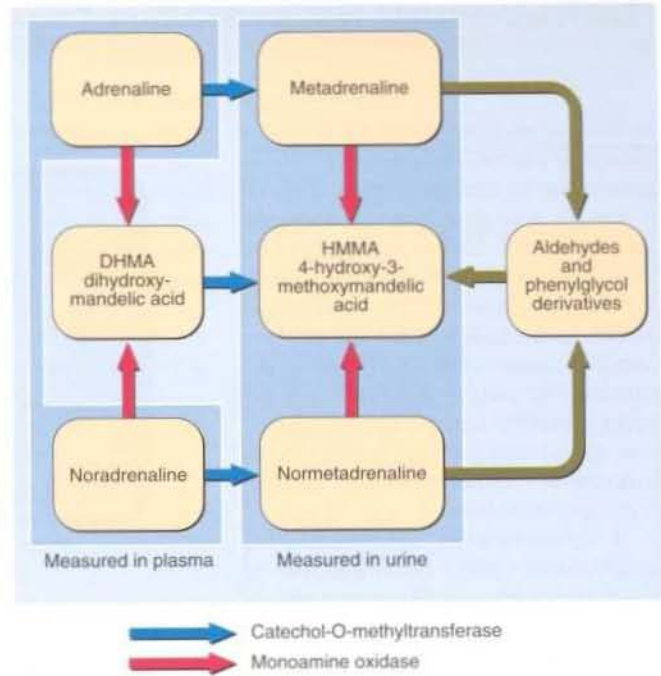 Adrenaline
Metadrenaline
DHMA
dihydroxy-
mandelic acid
HMMA
4-hydroxy-3-
methoxymandelic
acid
Aldehydes
and
phenylglycol
derivatives
Noradrenaline
Normetadrenaline
Measured in plasma
Measured in urine
Catechol-O-methyltransferase
Monoamine oxidase